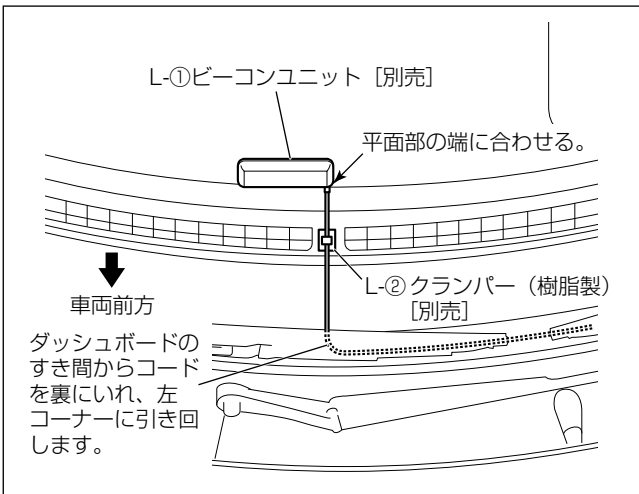 L-①ビーコンユニット［別売］
平面部の端に合わせる。
L-②クランパー（樹脂製）
［別売］
車両前方
ダッシュボードの
すき間からコード
を裏にいれ、左
コーナーに引き回
します。